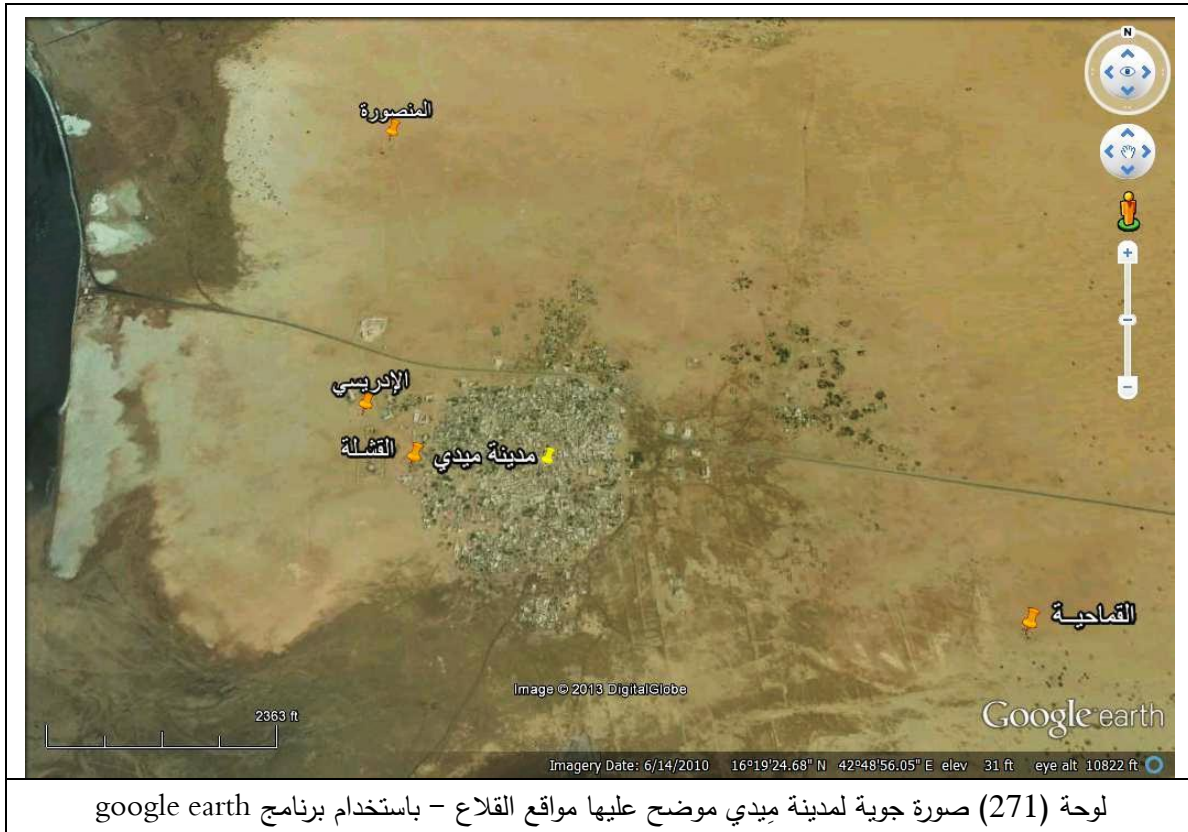 N
المنصورة
الإدريسي
القشلة
مدينة ميدي
القماحيــة
Image © 2013 DigitalGlobe
2363 ft
Google earth
Imagery Date: 6/14/2010 16°19'24.68" N 42°48'56.05" E elev 31 ft eye alt 10822 ft
لوحة (271) صورة جوية لمدينة مِيدي موضح عليها مواقع القلاع – باستخدام برنامج google earth